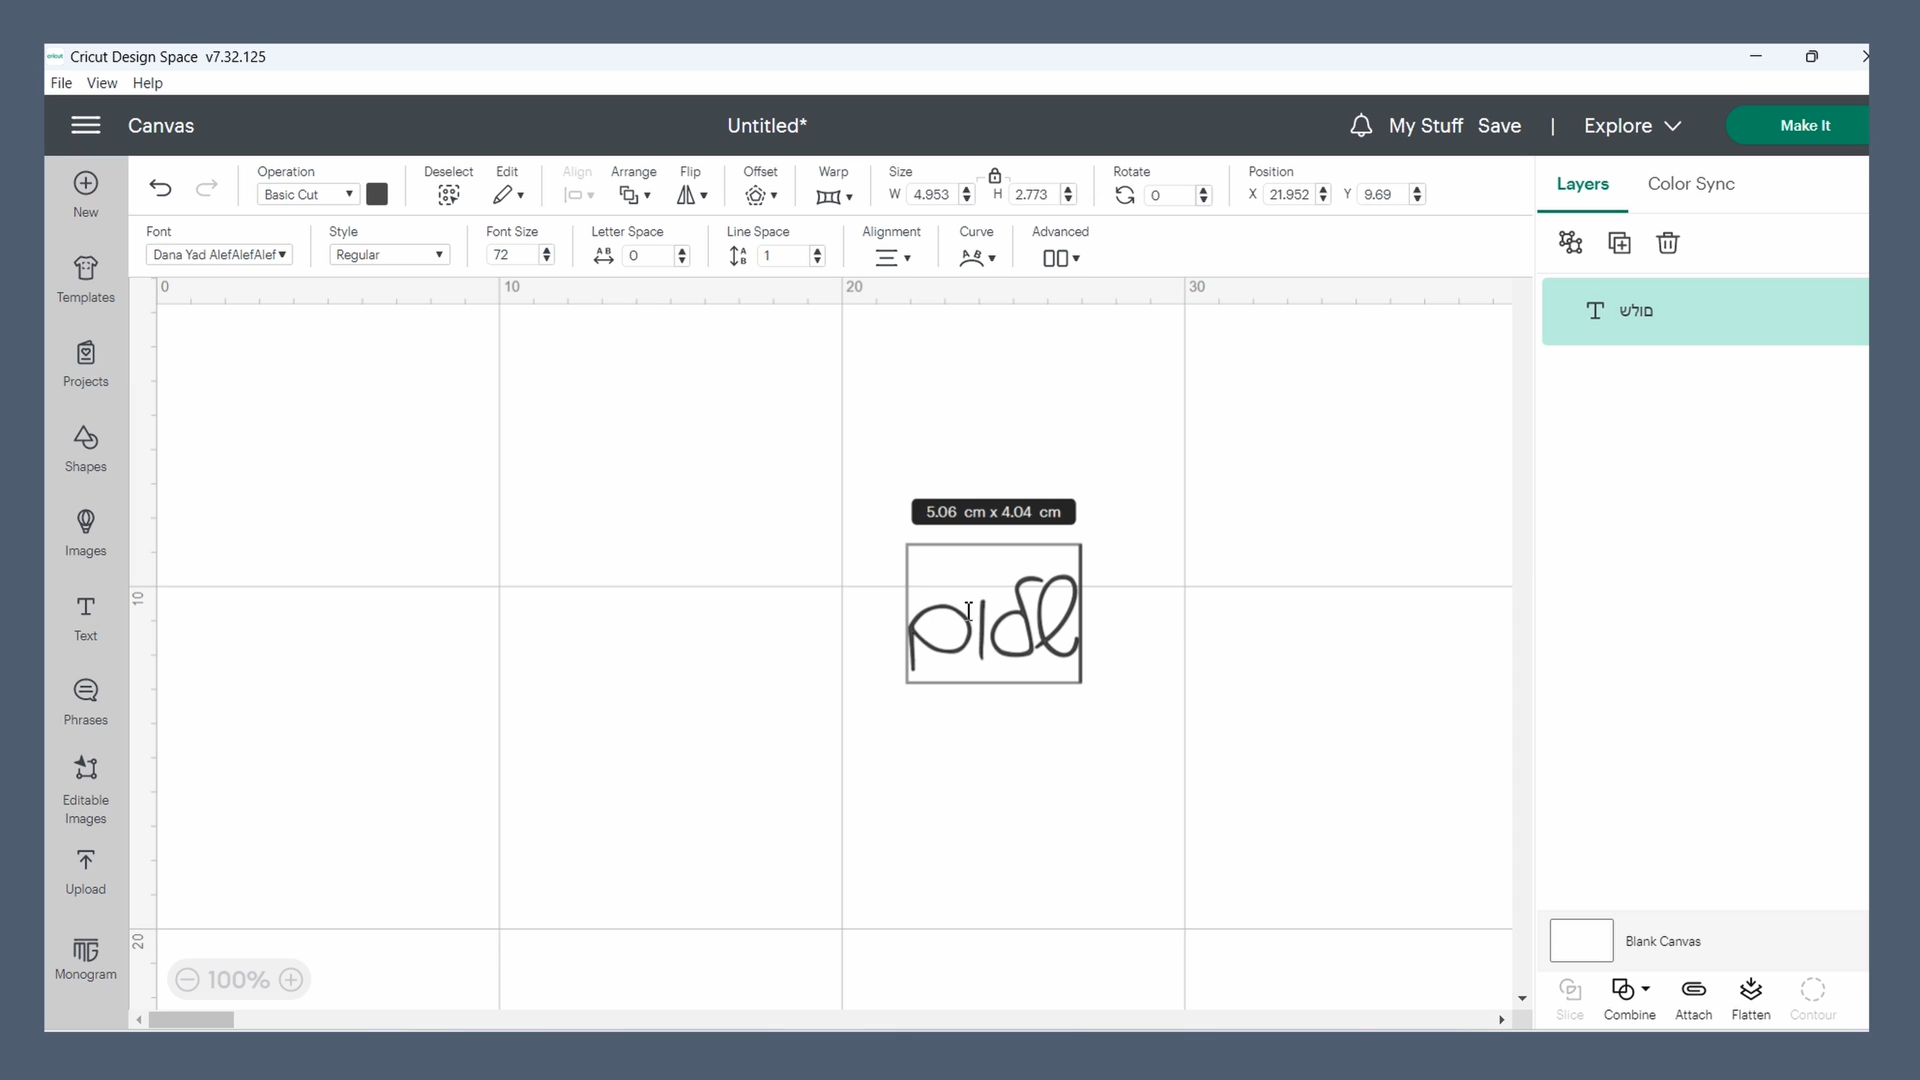 Cricut Design Space v7.32.125
File View Help
Canvas
Untitled*
My Stuff Save | Explore
Make It
Operation
Basic Cut
Deselect
Edit
Align
Arrange
Flip
Offset
Warp
Size
W 4.953
H 2.773
Rotate
0
Position
X 21.952
Y 9.69
Font
Dana Yad AlefAlefAlef
Style
Regular
Font Size
72
Letter Space
0
Line Space
1
Alignment
Curve
Advanced
New
Templates
Projects
Shapes
Images
Text
Phrases
Editable
Images
Upload
Monogram
0 10 20 30
10
20
5.06 cm x 4.04 cm
שלום
100%
Layers
Color Sync
םולש
Blank Canvas
Slice
Combine
Attach
Flatten
Contour